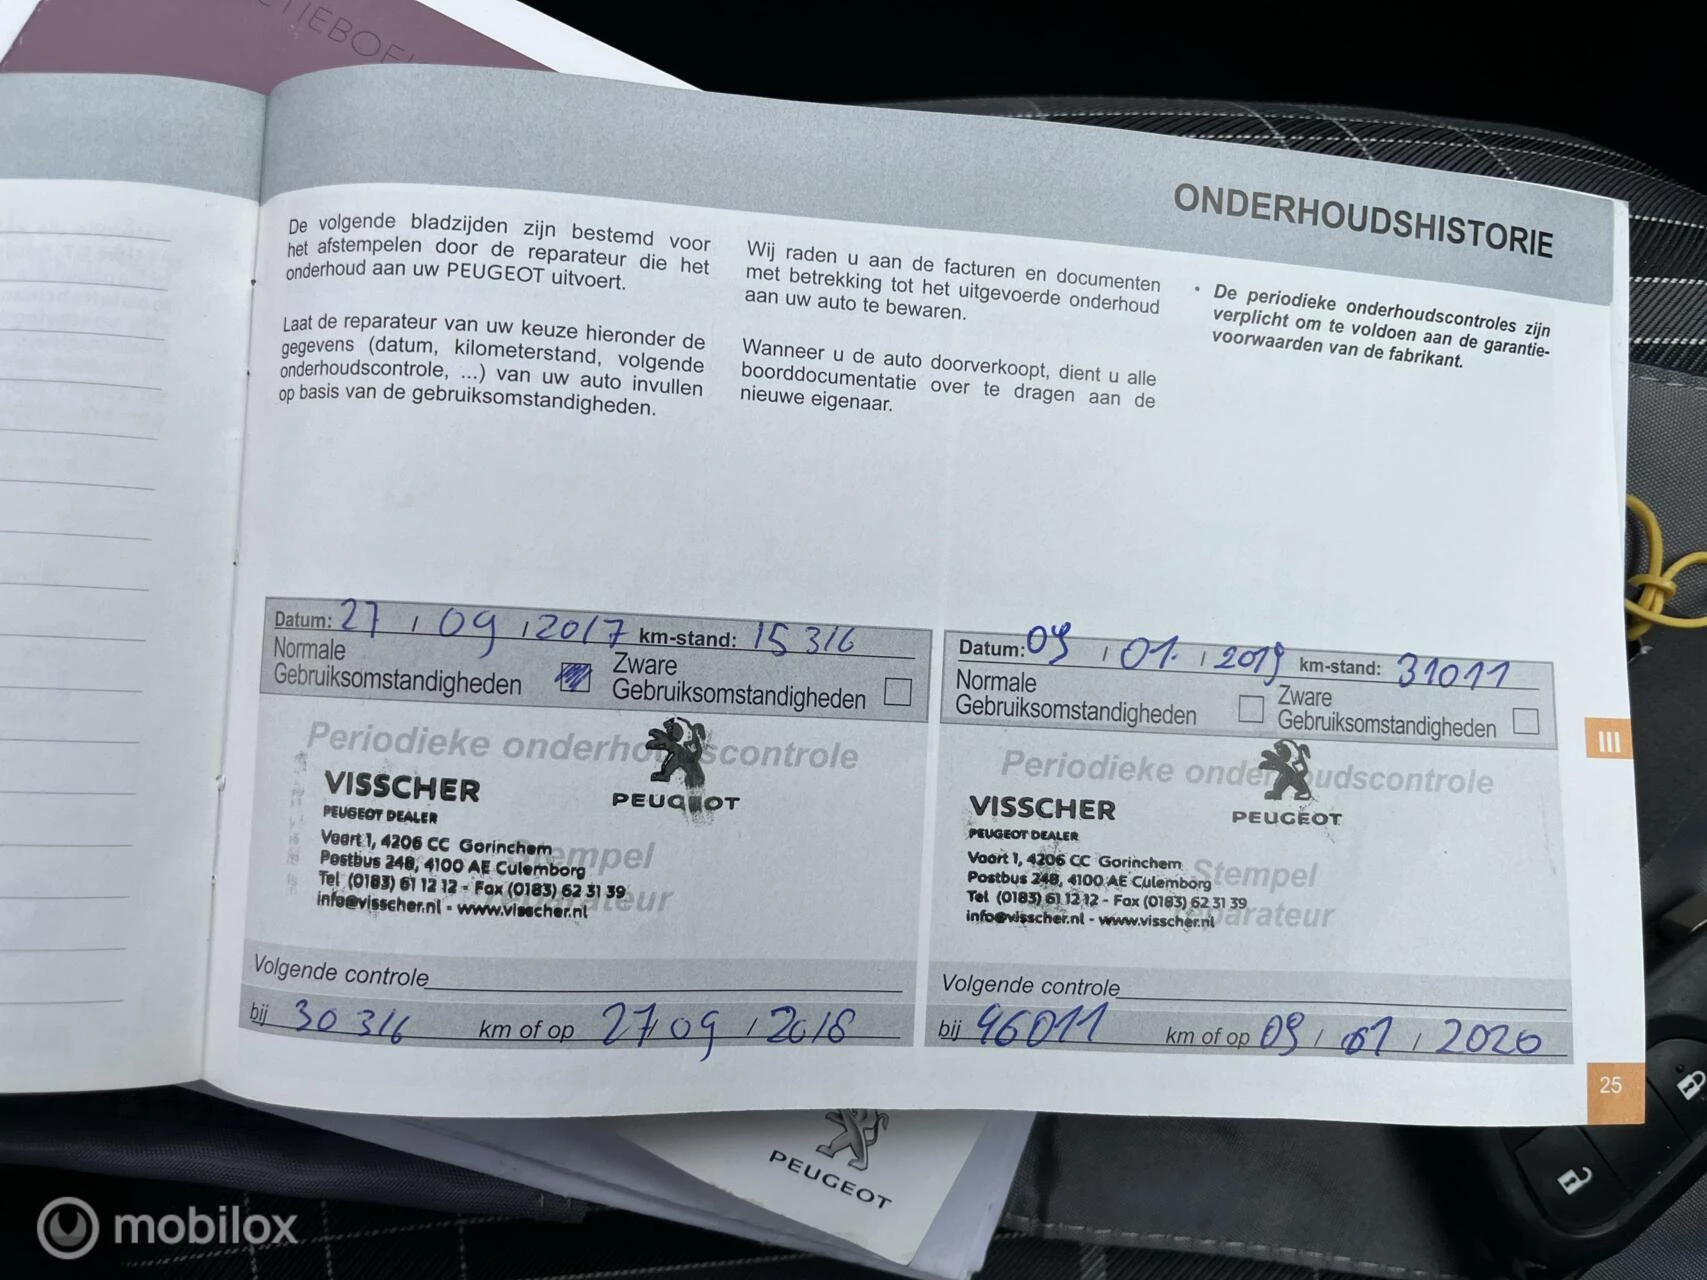 ONDERHOUDSHISTORIE
De volgende bladzijden zijn bestemd voor
het afstempelen door de reparateur die het
onderhoud aan uw PEUGEOT uitvoert.
Laat de reparateur van uw keuze hieronder de
gegevens (datum, kilometerstand, volgende
onderhoudscontrole, ...) van uw auto invullen
op basis van de gebruiksomstandigheden.
Wij raden u aan de facturen en documenten
met betrekking tot het uitgevoerde onderhoud
aan uw auto te bewaren.
Wanneer u de auto doorverkoopt, dient u alle
boorddocumentatie over te dragen aan de
nieuwe eigenaar.
• De periodieke onderhoudscontroles zijn
verplicht om te voldoen aan de garantie-
voorwaarden van de fabrikant.
Datum: 27 / 09 / 2017 km-stand: 15 316
Normale
Gebruiksomstandigheden
Zware
Gebruiksomstandigheden
Periodieke onderhoudscontrole
PEUGEOT
VISSCHER
PEUGEOT DEALER
Vaart 1, 4206 CC Gorinchem
Postbus 248, 4100 AE Culemborg
Tel (0183) 61 12 12 - Fax (0183) 62 31 39
info@visscher.nl - www.visscher.nl
Stempel
reparateur
Volgende controle
bij 30 316 km of op 27 / 09 / 2018
Datum: 09 / 01 / 2019 km-stand: 31011
Normale
Gebruiksomstandigheden
Zware
Gebruiksomstandigheden
Periodieke onderhoudscontrole
PEUGEOT
VISSCHER
PEUGEOT DEALER
Vaart 1, 4206 CC Gorinchem
Postbus 248, 4100 AE Culemborg
Tel (0183) 61 12 12 - Fax (0183) 62 31 39
info@visscher.nl - www.visscher.nl
Stempel
reparateur
Volgende controle
bij 46011 km of op 09 / 01 / 2020
III
25
PEUGEOT
mobilox